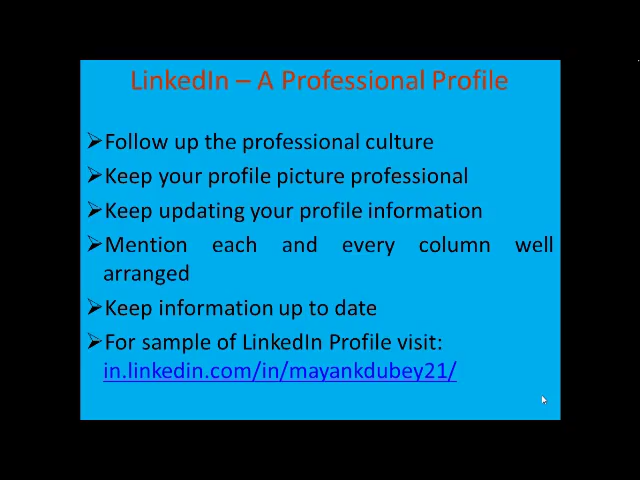 LinkedIn – A Professional Profile
➢Follow up the professional culture
➢Keep your profile picture professional
➢Keep updating your profile information
➢Mention each and every column well
arranged
➢Keep information up to date
➢For sample of LinkedIn Profile visit:
in.linkedin.com/in/mayankdubey21/